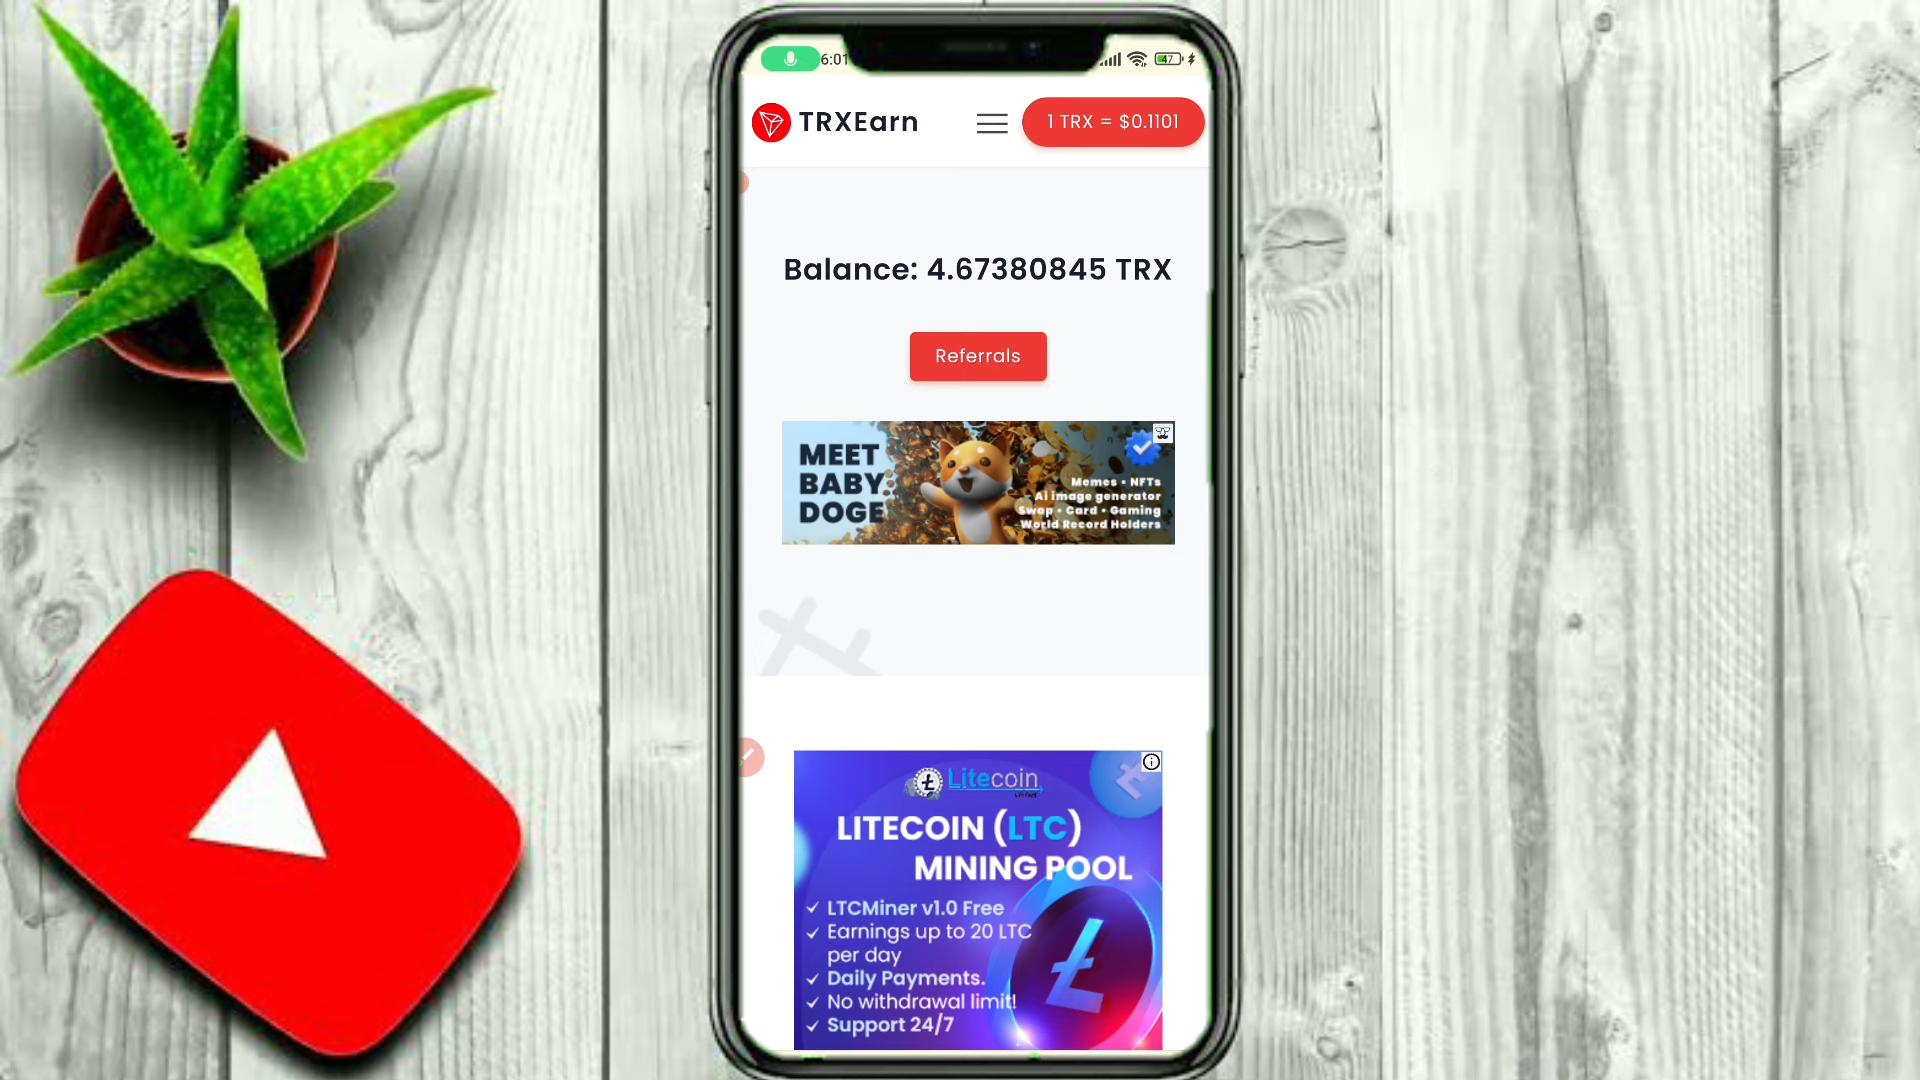 6:01
47
TRXEarn
1 TRX = $0.1101
Balance: 4.67380845 TRX
Referrals
MEET
BABY
DOGE
Memes • NFTs
Ai image generator
Swap • Card • Gaming
World Record Holders
Litecoin
LITECOIN (LTC)
MINING POOL
✓ LTCMiner v1.0 Free
✓ Earnings up to 20 LTC
per day
✓ Daily Payments.
✓ No withdrawal limit!
✓ Support 24/7